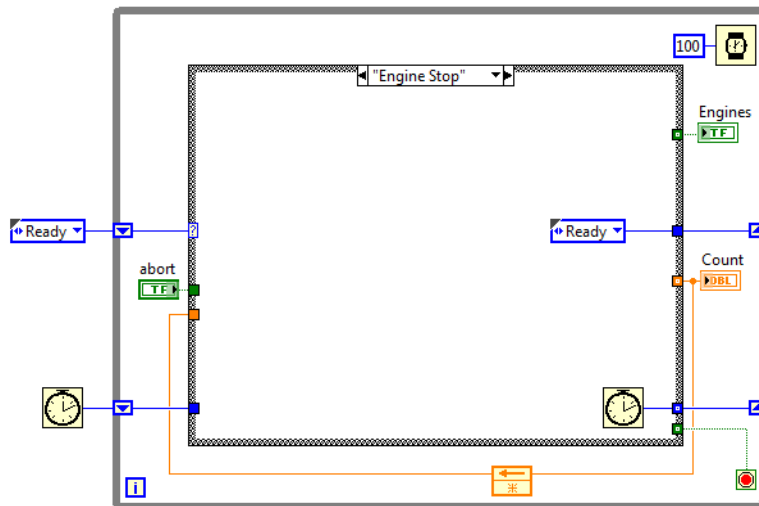 100
"Engine Stop"
Engines
TF
Ready
?
Ready
abort
TF
Count
DBL
i